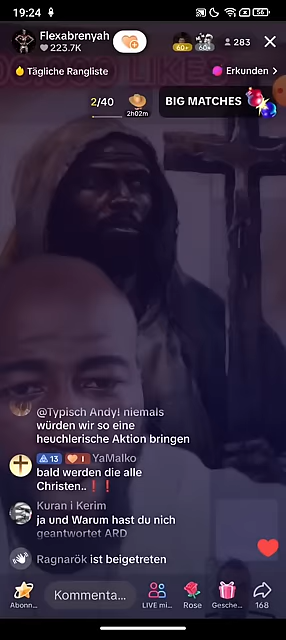 19:24
56
Flexabrenyah
223.7K
60+
60+
283
Tägliche Rangliste
Erkunden >
2/40
2h02m
BIG MATCHES
@Typisch Andy! niemals
würden wir so eine
heuchlerische Aktion bringen
13
I
YaMalko
bald werden die alle
Christen..❗❗
Kuran i Kerim
ja und Warum hast du nich
geantwortet ARD
Ragnarök ist beigetreten
Abonn...
Kommenta...
LIVE mi...
Rose
Gesche...
168